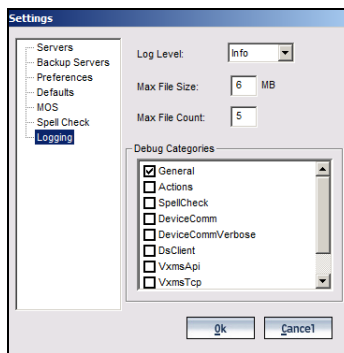 Settings
Servers
Backup Servers
Preferences
Defaults
MOS
Spell Check
Logging
Log Level: Info
Max File Size: 6 MB
Max File Count: 5
Debug Categories
General
Actions
SpellCheck
DeviceComm
DeviceCommVerbose
DsClient
VxmsApi
VxmsTcp
Ok Cancel